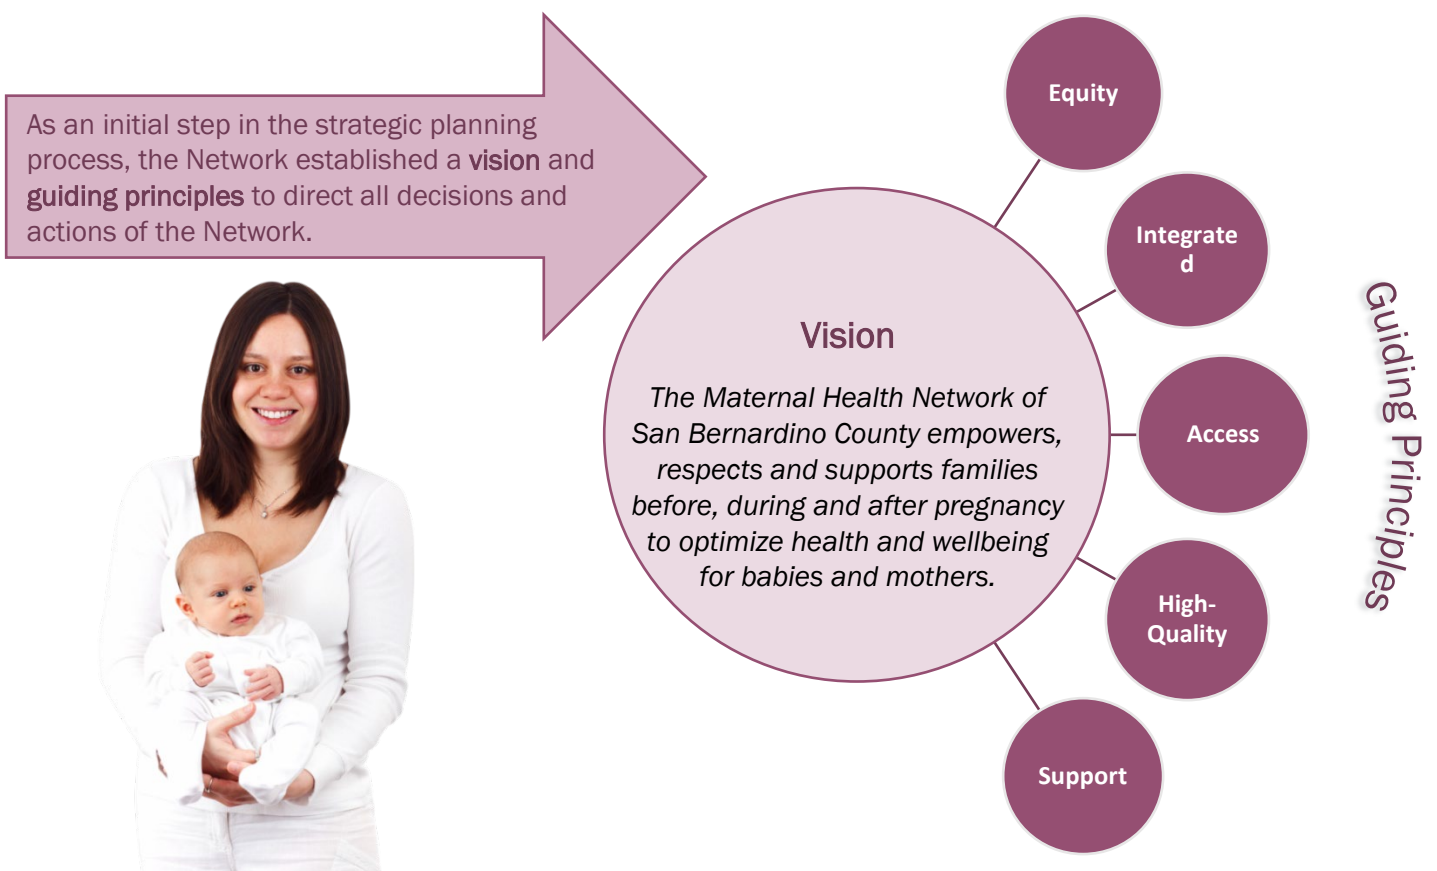 As an initial step in the strategic planning
process, the Network established a vision and
guiding principles to direct all decisions and
actions of the Network.
Vision
The Maternal Health Network of
San Bernardino County empowers,
respects and supports families
before, during and after pregnancy
to optimize health and wellbeing
for babies and mothers.
Equity
Integrate
d
Access
High-
Quality
Support
Guiding Principles